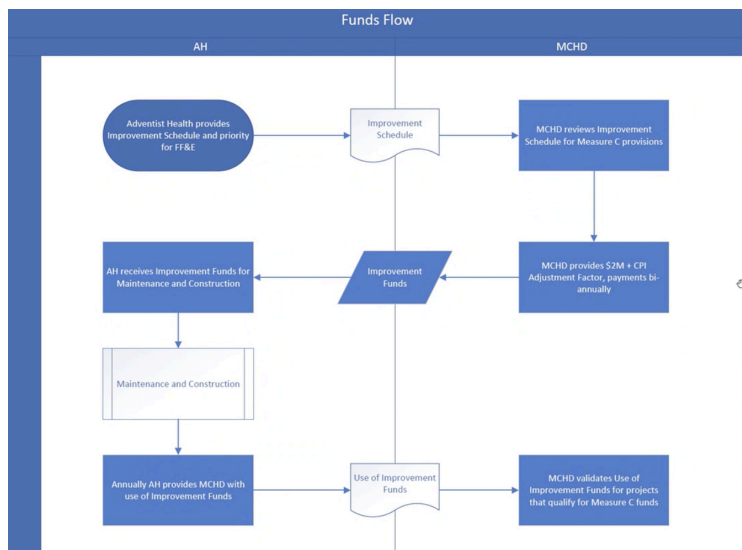 Funds Flow
AH
MCHD
Adventist Health provides
Improvement Schedule and priority
for FF&E
Improvement
Schedule
MCHD reviews Improvement
Schedule for Measure C provisions
AH receives Improvement Funds for
Maintenance and Construction
Improvement
Funds
MCHD provides $2M + CPI
Adjustment Factor, payments bi-
annually
Maintenance and Construction
Annually AH provides MCHD with
use of Improvement Funds
Use of Improvement
Funds
MCHD validates Use of
Improvement Funds for projects
that qualify for Measure C funds